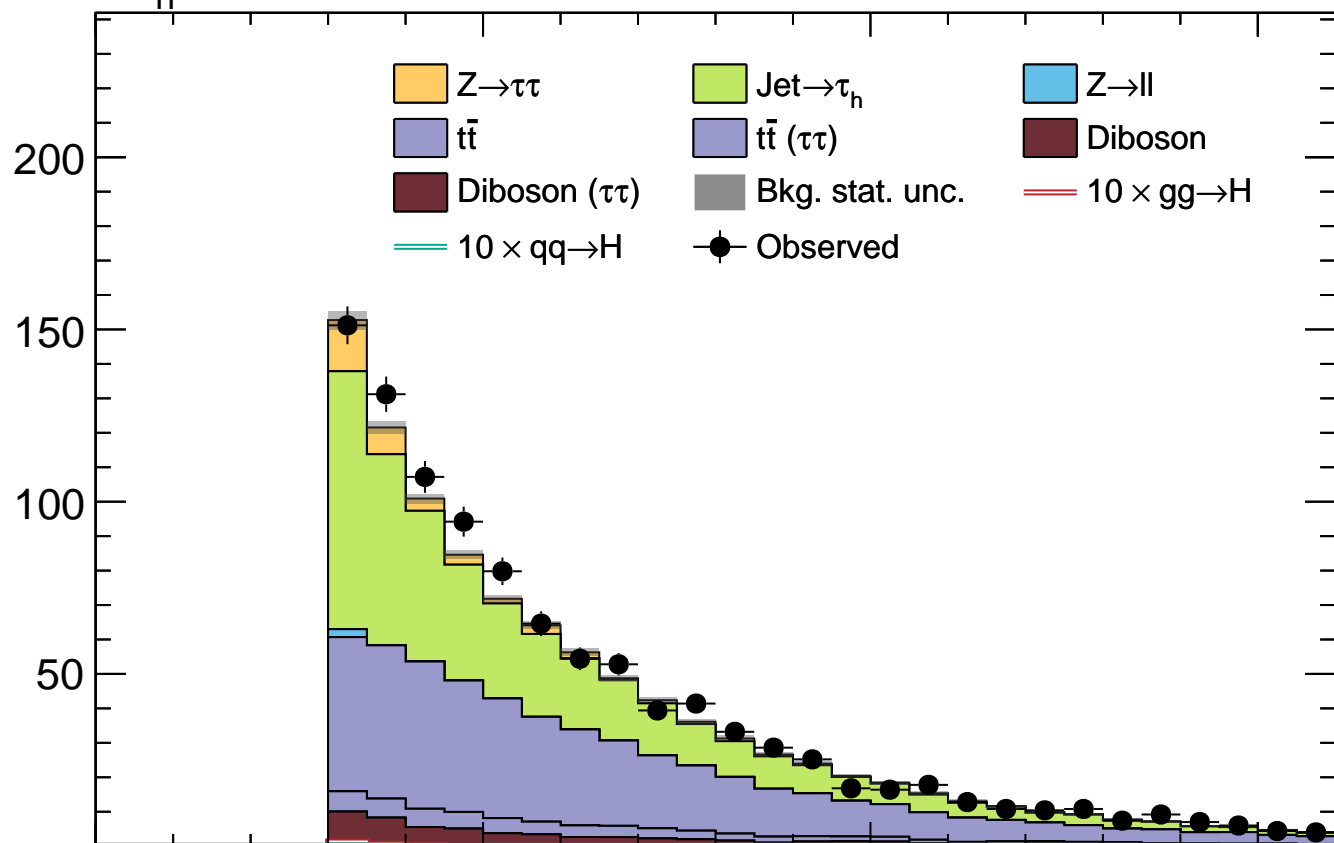 Z→ττ Jet→τh Z→ll
tt̄ tt̄ (ττ) Diboson
Diboson (ττ) Bkg. stat. unc. 10 × gg→H
10 × qq→H Observed
200
150
100
50